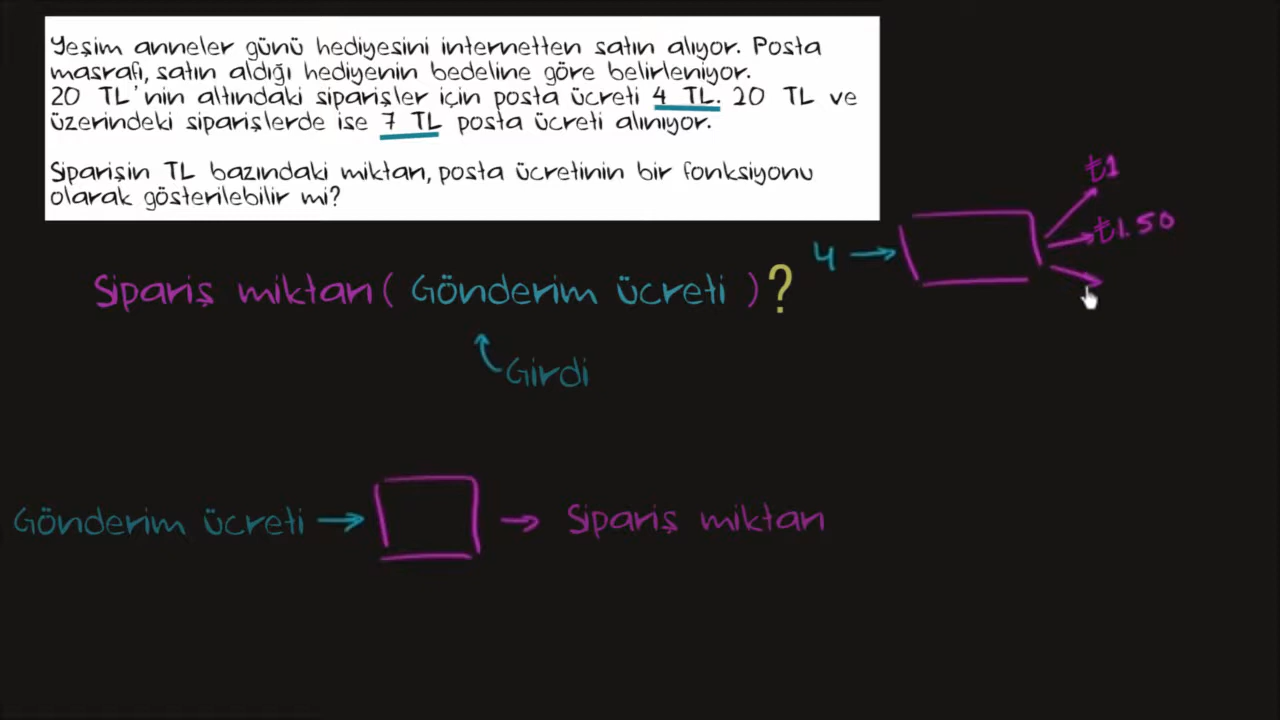 Yeşim anneler günü hediyesini internetten satın alıyor. Posta
masrafı, satın aldığı hediyenin bedeline göre belirleniyor.
20 TL'nin altındaki siparişler için posta ücreti 4 TL. 20 TL ve
üzerindeki siparişlerde ise 7 TL posta ücreti alınıyor.
Siparişin TL bazındaki miktarı, posta ücretinin bir fonksiyonu
olarak gösterilebilir mi?
₺1
4
₺1.50
Sipariş miktarı ( Gönderim ücreti ) ?
Girdi
Gönderim ücreti
Sipariş miktarı